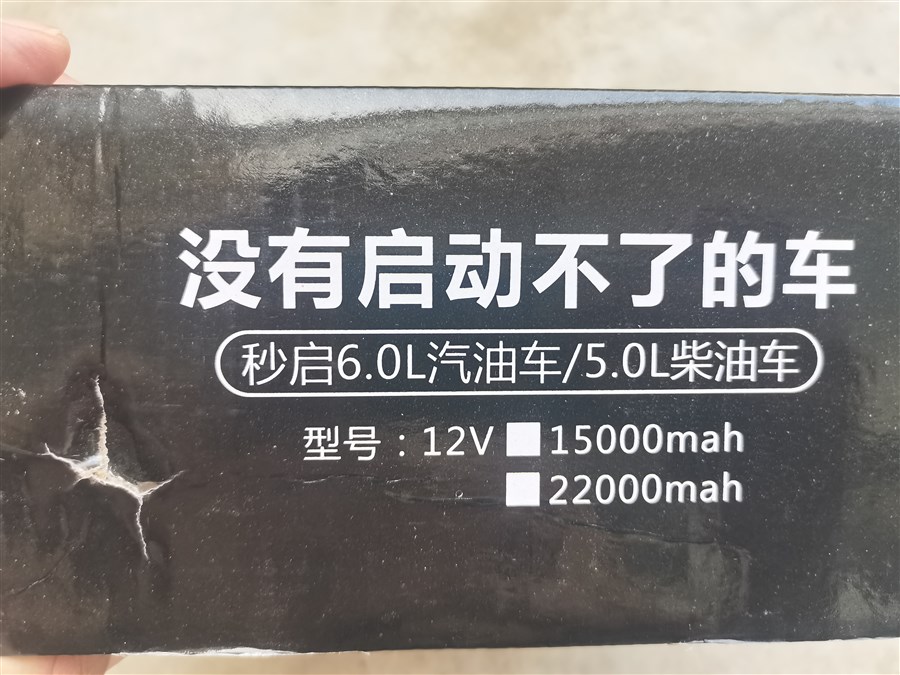 没有启动不了的车
秒启6.0L汽油车/5.0L柴油车
型号：12V 15000mah
22000mah